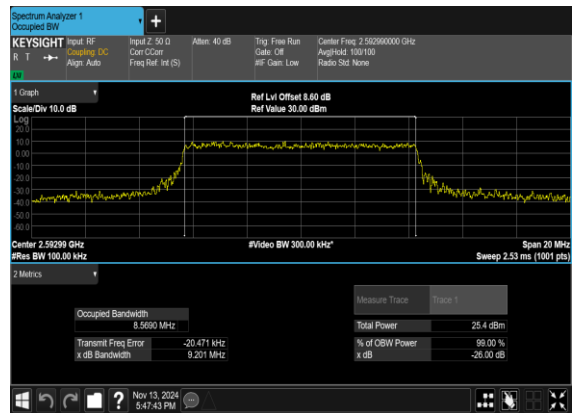 Spectrum Analyzer 1
Occupied BW
+
KEYSIGHT Input: RF Input Z: 50 Ω Atten: 40 dB Trig: Free Run Center Freq: 2.592990000 GHz
R T Coupling: DC Corr CCorr Gate: Off Avg|Hold: 100/100
Align: Auto Freq Ref: Int (S) #IF Gain: Low Radio Std: None
LW
1 Graph Ref Lvl Offset 8.60 dB
Scale/Div 10.0 dB Ref Value 30.00 dBm
Log
20.0
10.0
0.00
-10.0
-20.0
-30.0
-40.0
-50.0
-60.0
Center 2.59299 GHz #Video BW 300.00 kHz* Span 20 MHz
#Res BW 100.00 kHz Sweep 2.53 ms (1001 pts)
2 Metrics
Measure Trace Trace 1
Occupied Bandwidth
8.5690 MHz Total Power 25.4 dBm
Transmit Freq Error -20.471 kHz % of OBW Power 99.00 %
x dB Bandwidth 9.201 MHz x dB -26.00 dB
? Nov 13, 2024
5:47:43 PM